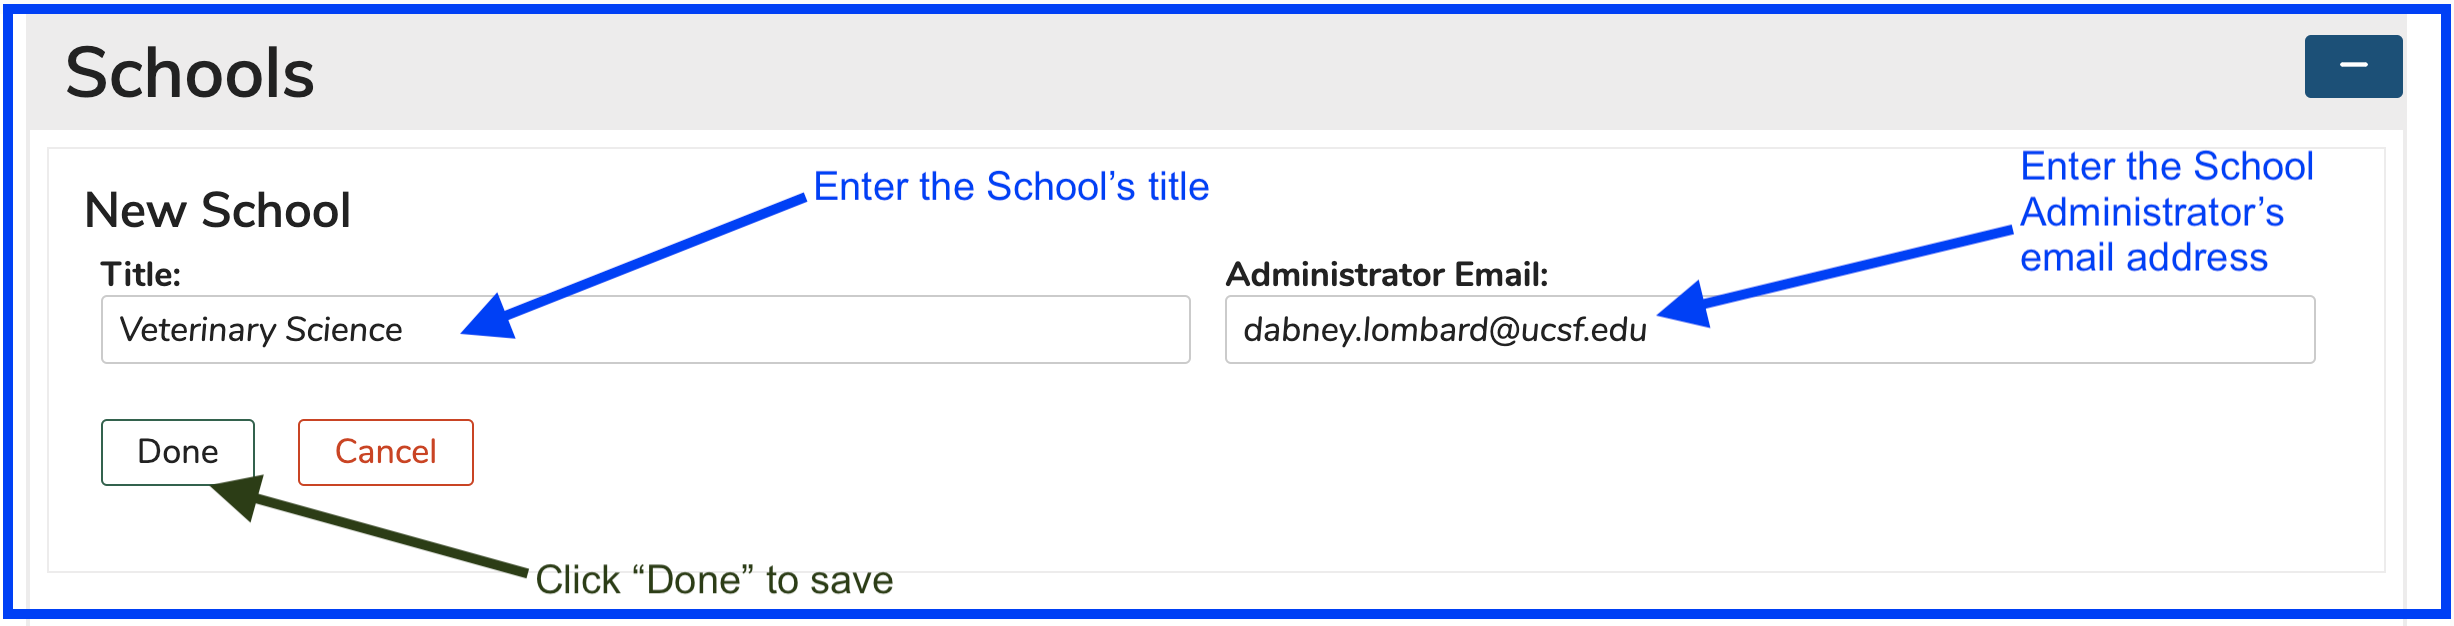 Schools
Enter the School’s title
Enter the School
Administrator’s
email address
New School
Title:
Administrator Email:
Veterinary Science
dabney.lombard@ucsf.edu
Done
Cancel
Click “Done” to save